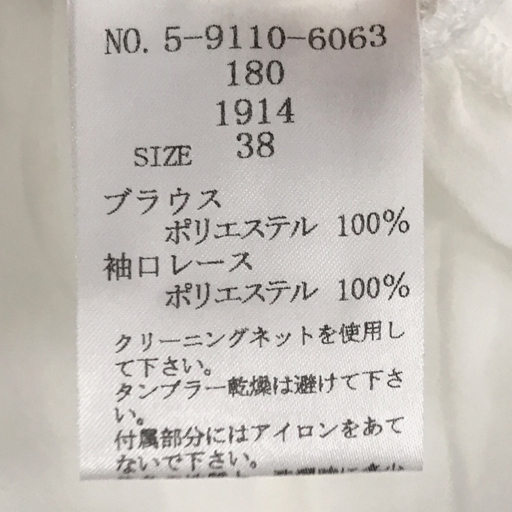 NO. 5-9110-6063
180
1914
SIZE 38
ブラウス
ポリエステル 100%
袖口レース
ポリエステル 100%
クリーニングネットを使用し
て下さい。
タンブラー乾燥は避けて下さ
い。
付属部分にはアイロンをあて
ないで下さい。